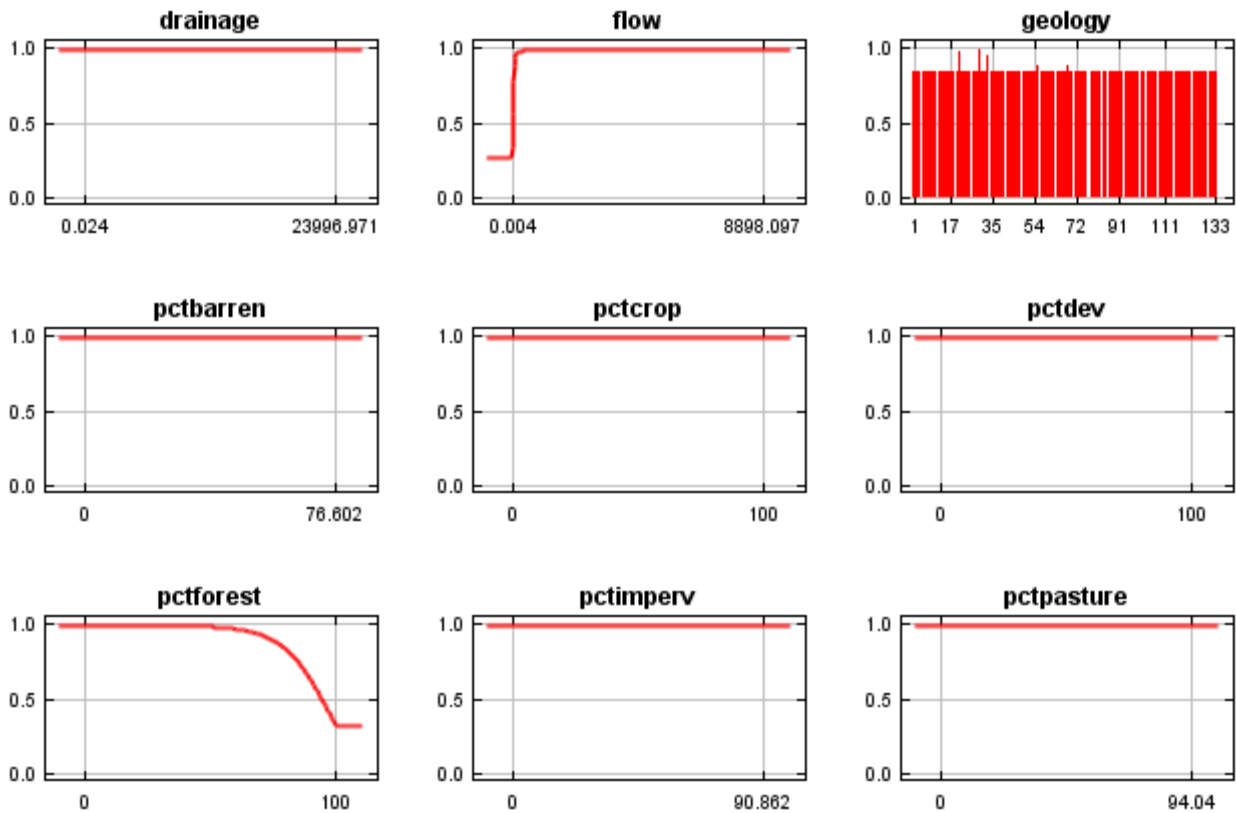 drainage flow geology
1.0 1.0 1.0
0.5 0.5 0.5
0.0 0.0 0.0
0.024 23996.971 0.004 8898.097 1 17 35 54 72 91 111 133
pctbarren pctcrop pctdev
1.0 1.0 1.0
0.5 0.5 0.5
0.0 0.0 0.0
0 76.602 0 100 0 100
pctforest pctimperv pctpasture
1.0 1.0 1.0
0.5 0.5 0.5
0.0 0.0 0.0
0 100 0 90.862 0 94.04